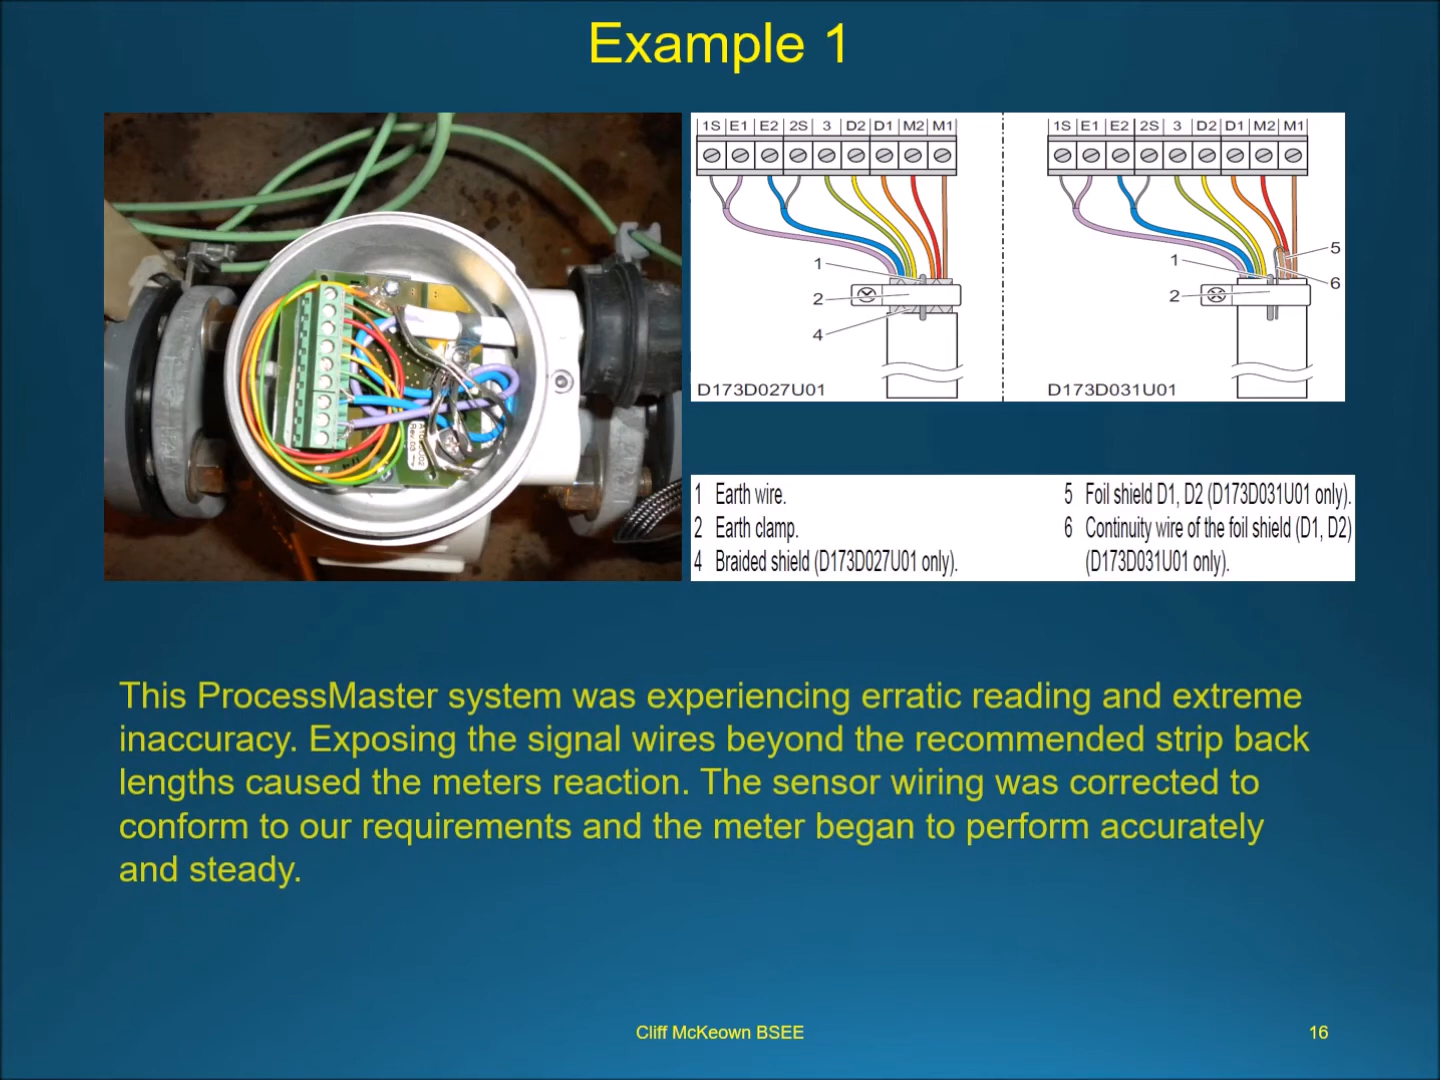 Example 1
1S E1 E2 2S 3 D2 D1 M2 M1
1
2
4
D173D027U01
1S E1 E2 2S 3 D2 D1 M2 M1
5
1
6
2
D173D031U01
1 Earth wire.
2 Earth clamp.
4 Braided shield (D173D027U01 only).
5 Foil shield D1, D2 (D173D031U01 only).
6 Continuity wire of the foil shield (D1, D2)
(D173D031U01 only).
This ProcessMaster system was experiencing erratic reading and extreme
inaccuracy. Exposing the signal wires beyond the recommended strip back
lengths caused the meters reaction. The sensor wiring was corrected to
conform to our requirements and the meter began to perform accurately
and steady.
Cliff McKeown BSEE
16